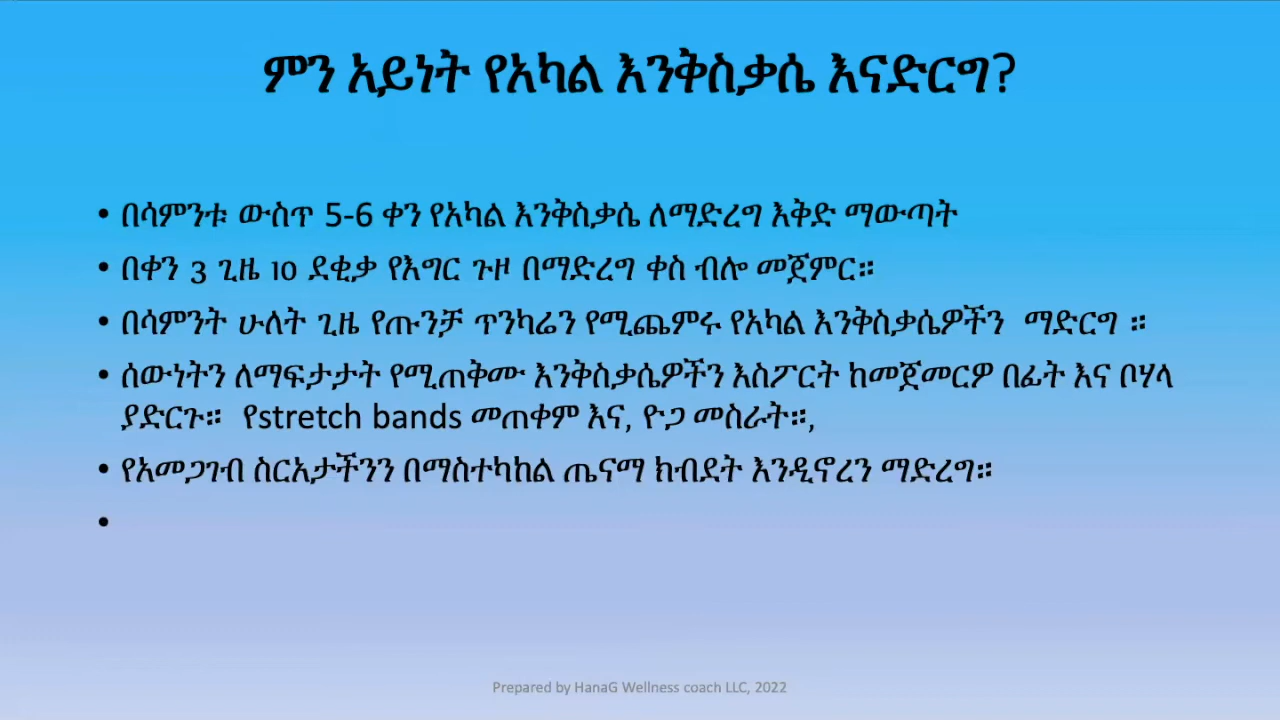 ምን አይነት የአካል እንቅስቃሴ እናድርግ?
• በሳምንቱ ውስጥ 5-6 ቀን የአካል እንቅስቃሴ ለማድረግ እቅድ ማውጣት
• በቀን 3 ጊዜ 10 ደቂቃ የእግር ጉዞ በማድረግ ቀስ ብሎ መጀምር።
• በሳምንት ሁለት ጊዜ የጡንቻ ጥንካሬን የሚጨምሩ የአካል እንቅስቃሴዎችን ማድርግ ።
• ሰውነትን ለማፍታታት የሚጠቅሙ እንቅስቃሴዎችን እስፖርት ከመጀመርዎ በፊት እና ቦሃላ
ያድርጉ። የstretch bands መጠቀም እና, ዮጋ መስራት።,
• የአመጋገብ ስርአታችንን በማስተካከል ጤናማ ክብደት እንዲኖረን ማድረግ።
•
Prepared by HanaG Wellness coach LLC, 2022